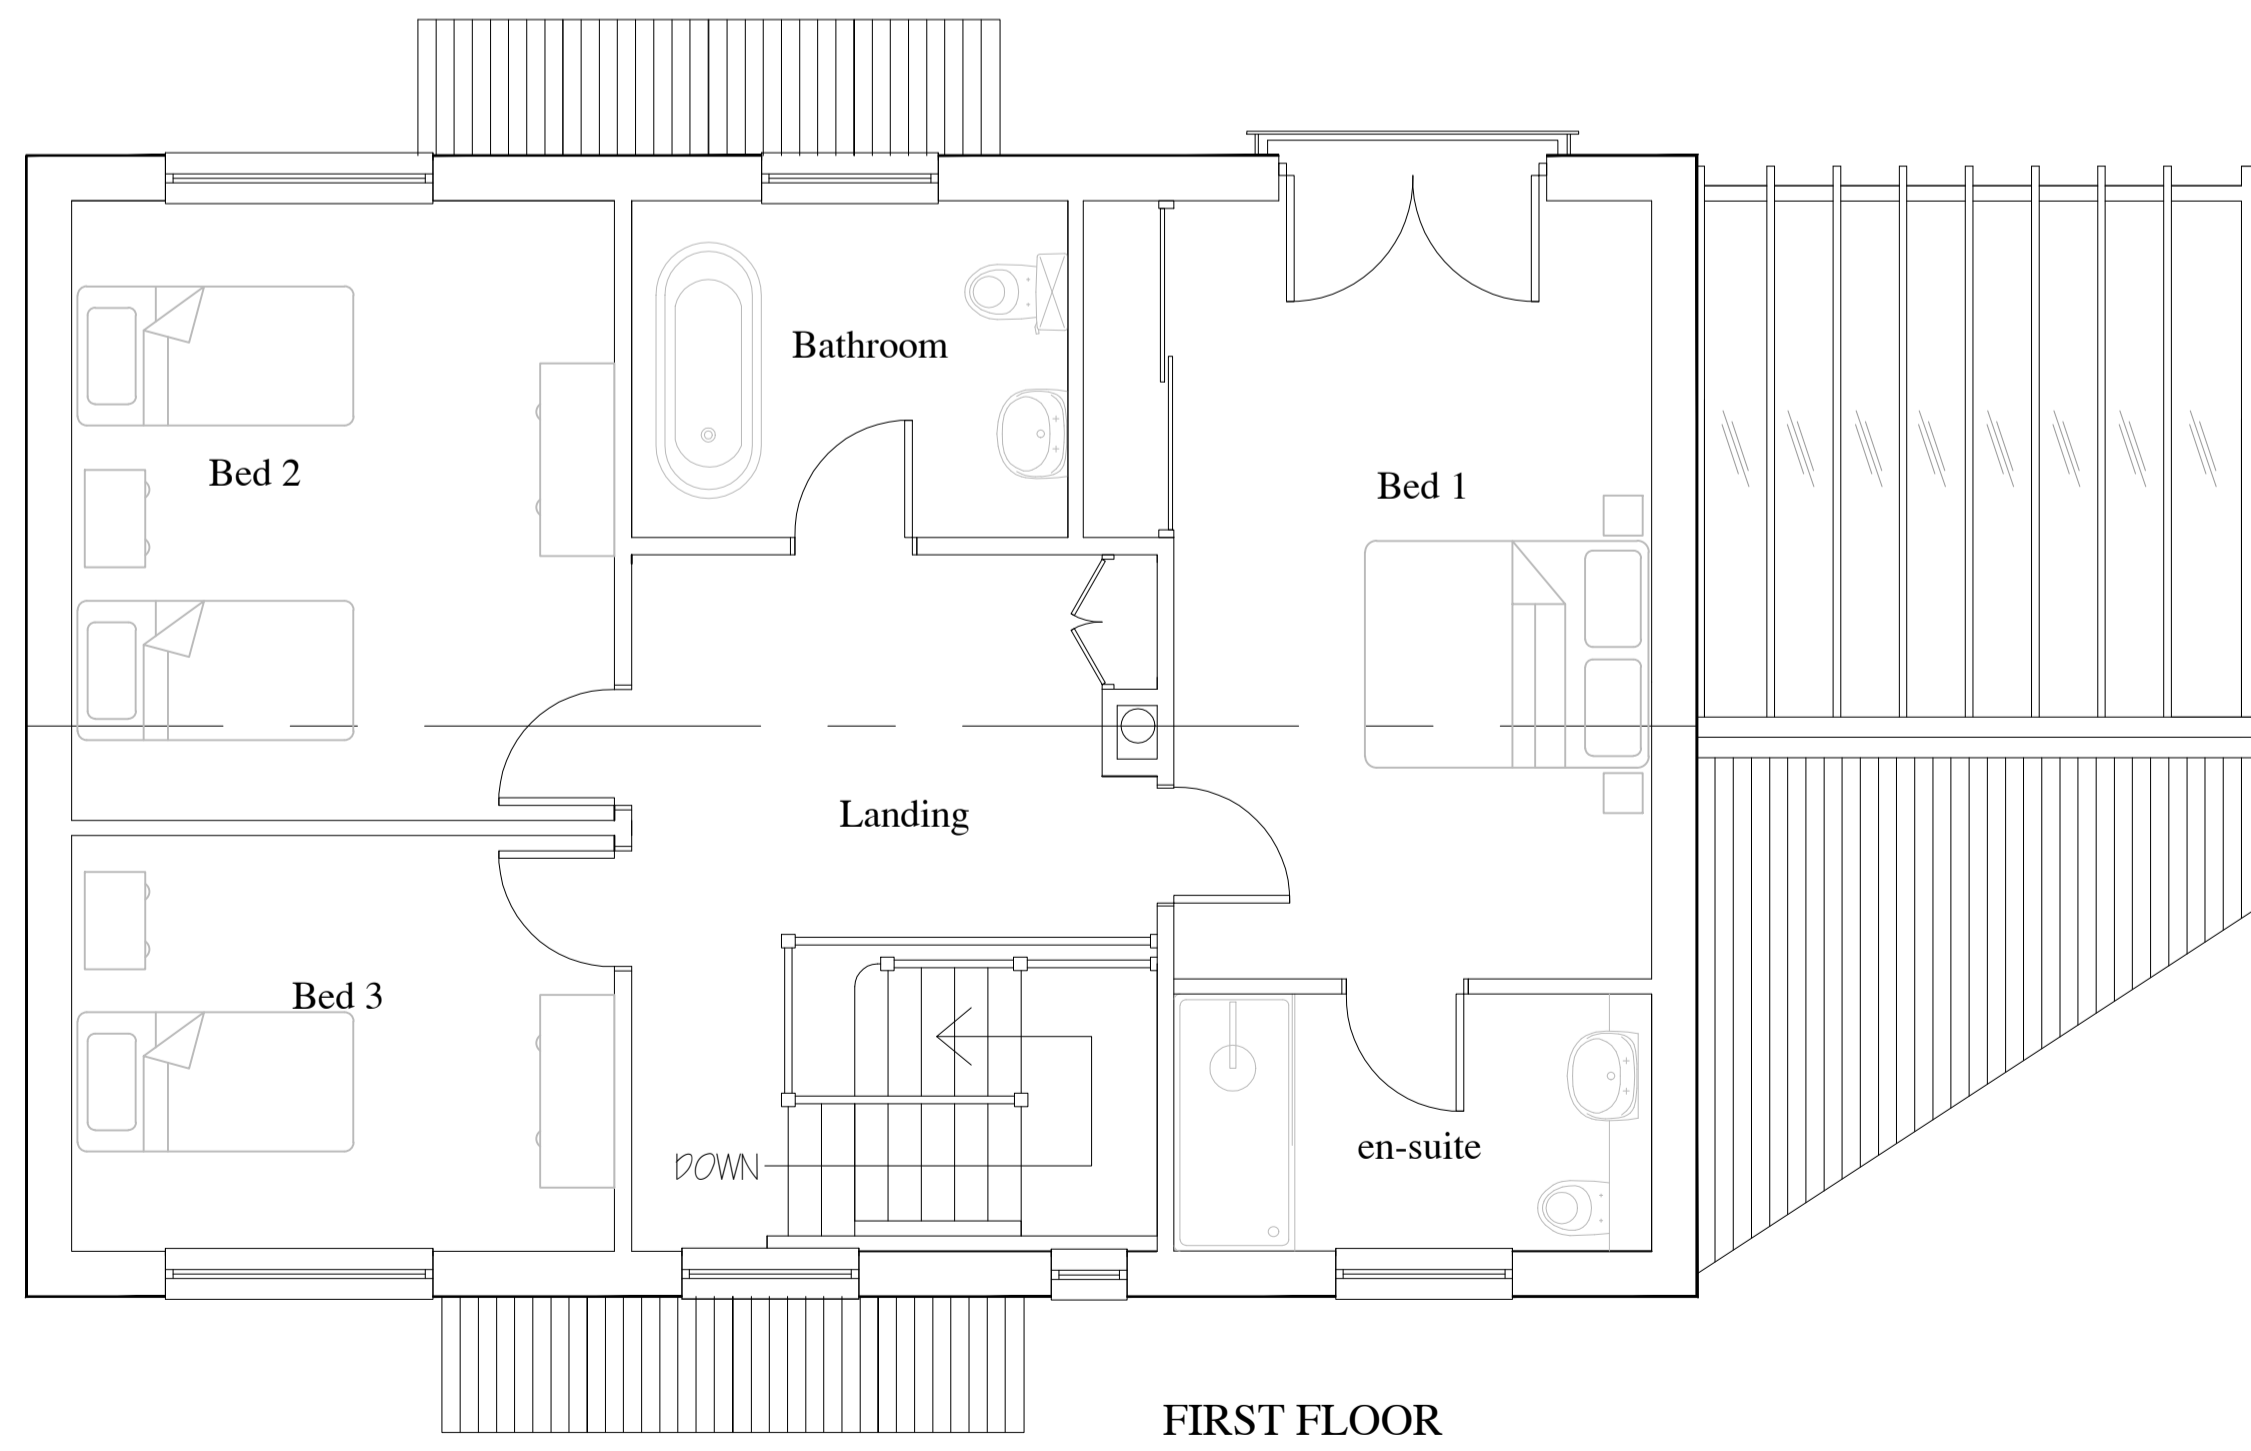 Bathroom
Bed 2
Bed 1
Landing
Bed 3
en-suite
DOWN
FIRST FLOOR